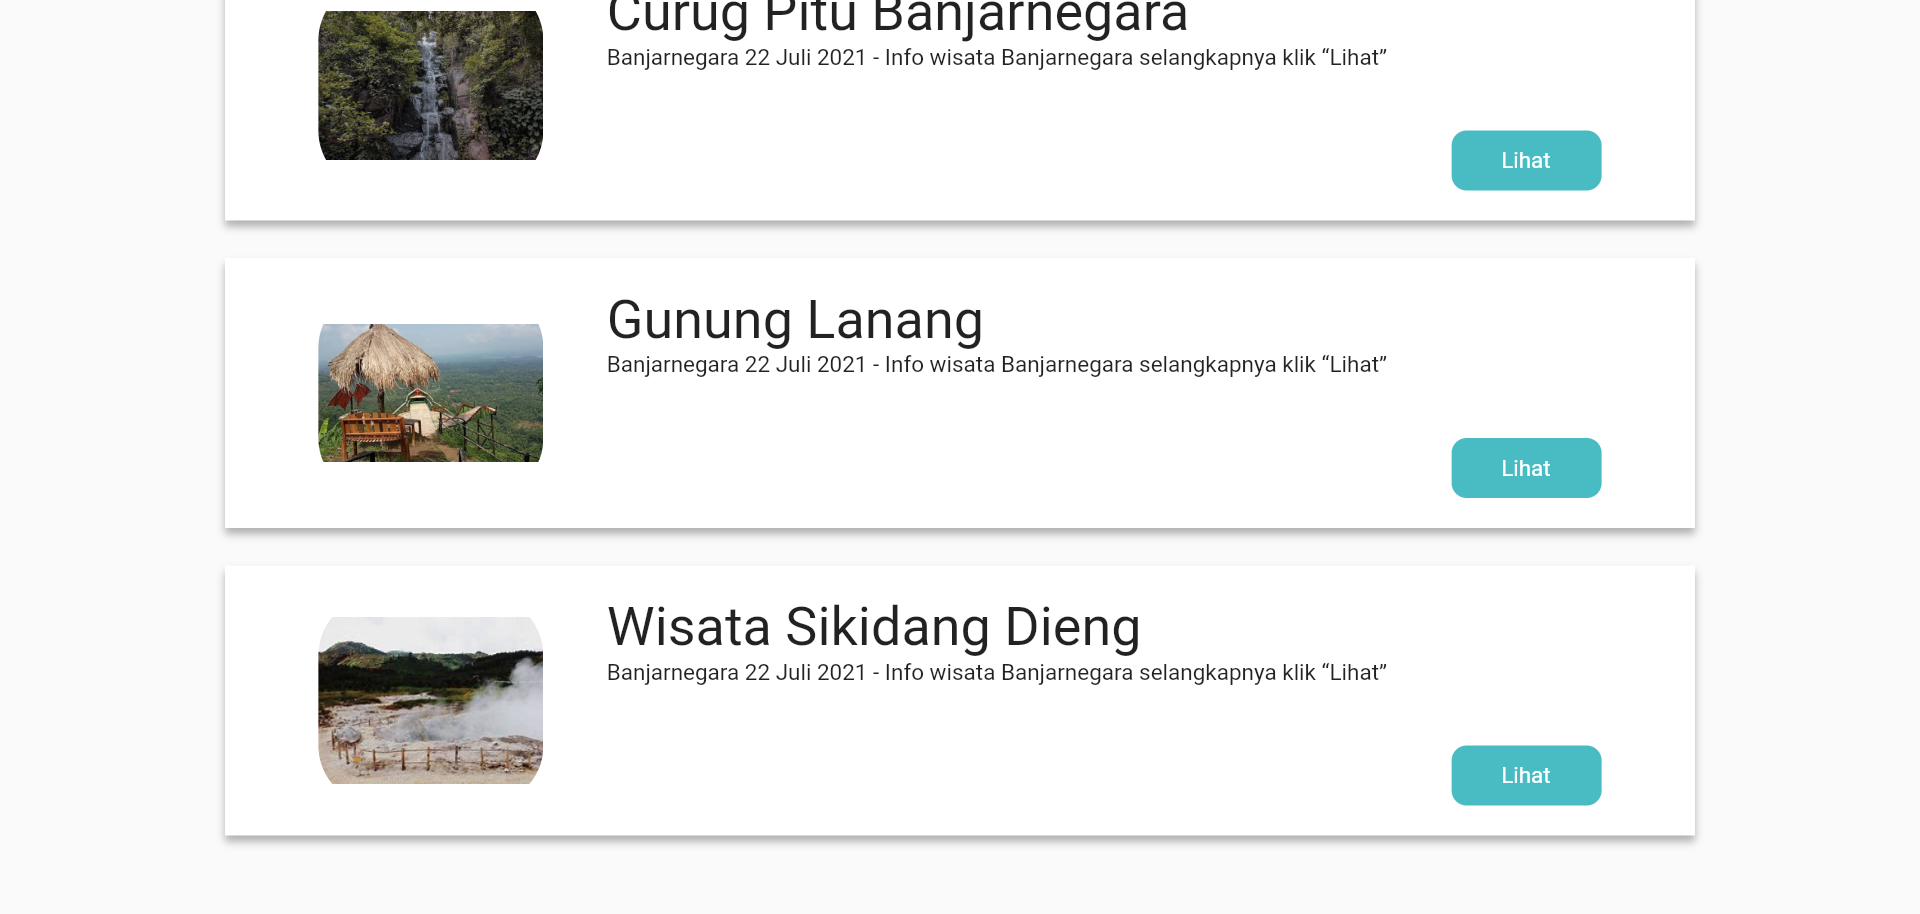 Curug Pitu Banjarnegara
Banjarnegara 22 Juli 2021 - Info wisata Banjarnegara selangkapnya klik “Lihat”
Lihat
Gunung Lanang
Banjarnegara 22 Juli 2021 - Info wisata Banjarnegara selangkapnya klik “Lihat”
Lihat
Wisata Sikidang Dieng
Banjarnegara 22 Juli 2021 - Info wisata Banjarnegara selangkapnya klik “Lihat”
Lihat